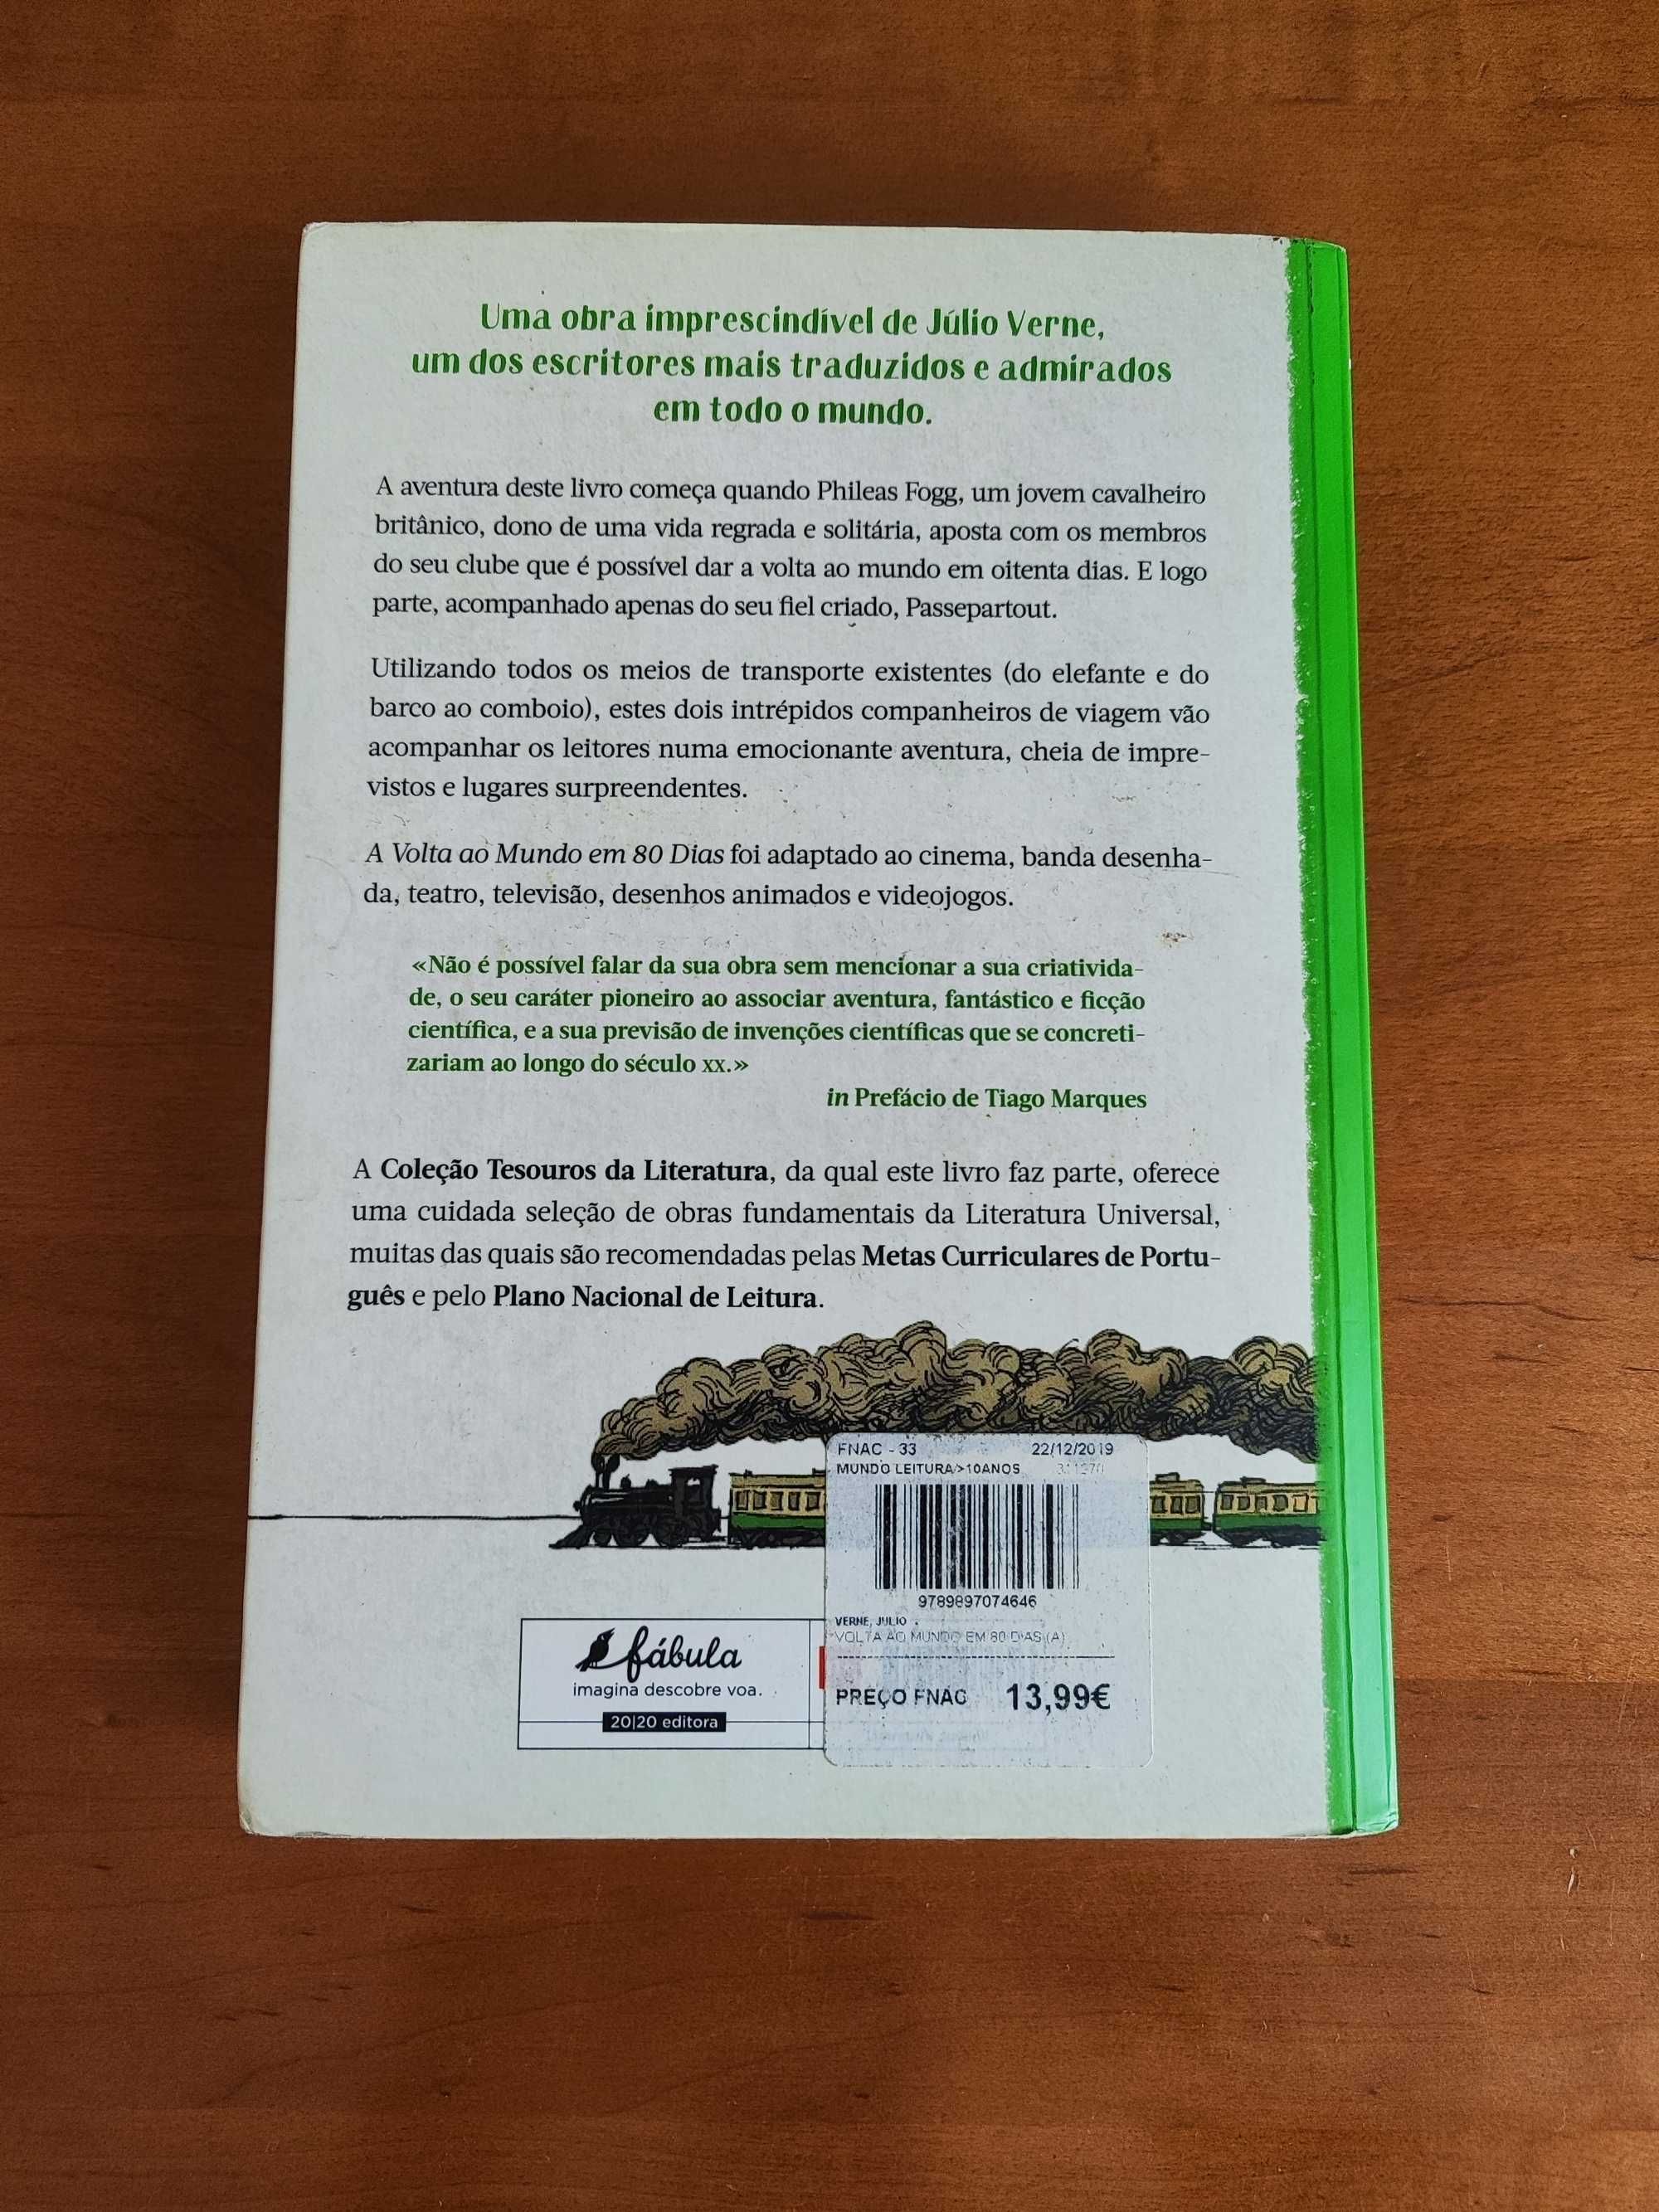 Uma obra imprescindível de Júlio Verne,
um dos escritores mais traduzidos e admirados
em todo o mundo.
A aventura deste livro começa quando Phileas Fogg, um jovem cavalheiro
britânico, dono de uma vida regrada e solitária, aposta com os membros
do seu clube que é possível dar a volta ao mundo em oitenta dias. E logo
parte, acompanhado apenas do seu fiel criado, Passepartout.
Utilizando todos os meios de transporte existentes (do elefante e do
barco ao comboio), estes dois intrépidos companheiros de viagem vão
acompanhar os leitores numa emocionante aventura, cheia de impre-
vistos e lugares surpreendentes.
A Volta ao Mundo em 80 Dias foi adaptado ao cinema, banda desenha-
da, teatro, televisão, desenhos animados e videojogos.
«Não é possível falar da sua obra sem mencionar a sua criativida-
de, o seu caráter pioneiro ao associar aventura, fantástico e ficção
científica, e a sua previsão de invenções científicas que se concreti-
zariam ao longo do século XX.»
in Prefácio de Tiago Marques
A Coleção Tesouros da Literatura, da qual este livro faz parte, oferece
uma cuidada seleção de obras fundamentais da Literatura Universal,
muitas das quais são recomendadas pelas Metas Curriculares de Portu-
guês e pelo Plano Nacional de Leitura.
FNAC - 33 22/12/2019
MUNDO LEITURA>10ANOS
9789897074646
VERNE, JULIO
VOLTA AO MUNDO EM 80 DIAS (A)
PREÇO FNAC 13,99€
fábula
imagina descobre voa.
20|20 editora